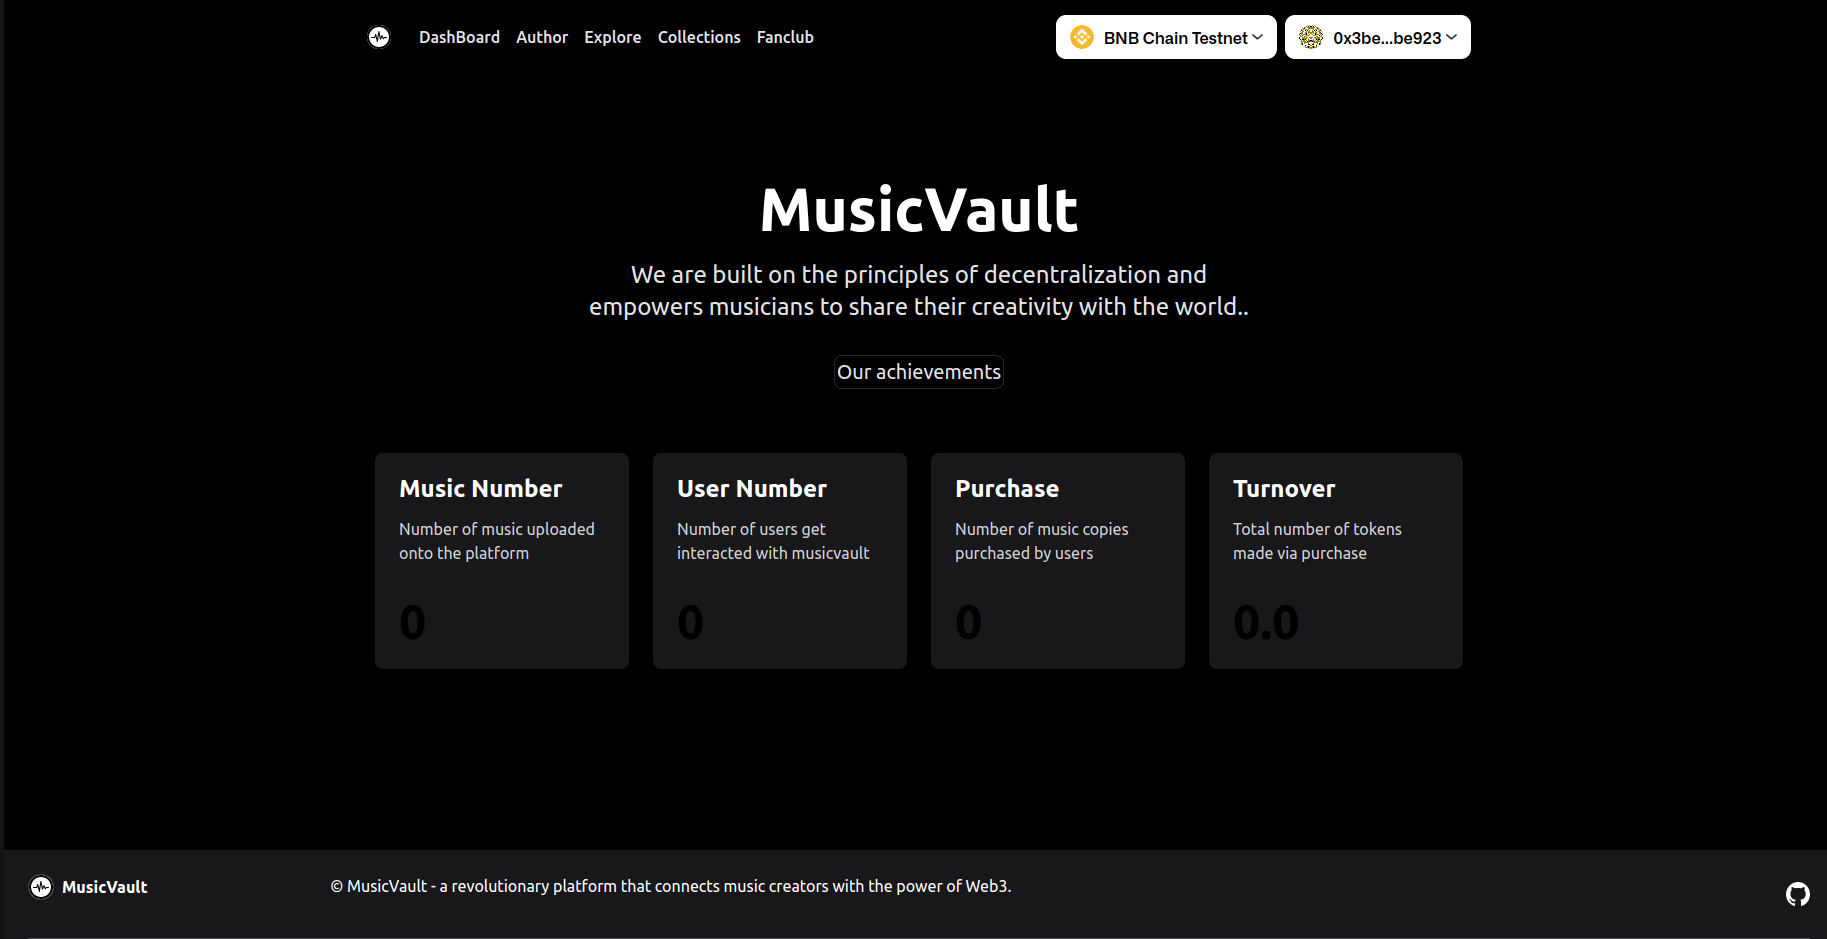 DashBoard Author Explore Collections Fanclub
BNB Chain Testnet
0x3be...be923
MusicVault
We are built on the principles of decentralization and
empowers musicians to share their creativity with the world..
Our achievements
Music Number
Number of music uploaded
onto the platform
0
User Number
Number of users get
interacted with musicvault
0
Purchase
Number of music copies
purchased by users
0
Turnover
Total number of tokens
made via purchase
0.0
MusicVault
© MusicVault - a revolutionary platform that connects music creators with the power of Web3.